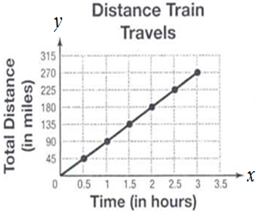 y
Distance Train
Travels
Total Distance
(in miles)
315
270
225
180
135
90
45
0
0.5 1 1.5 2 2.5 3 3.5
x
Time (in hours)